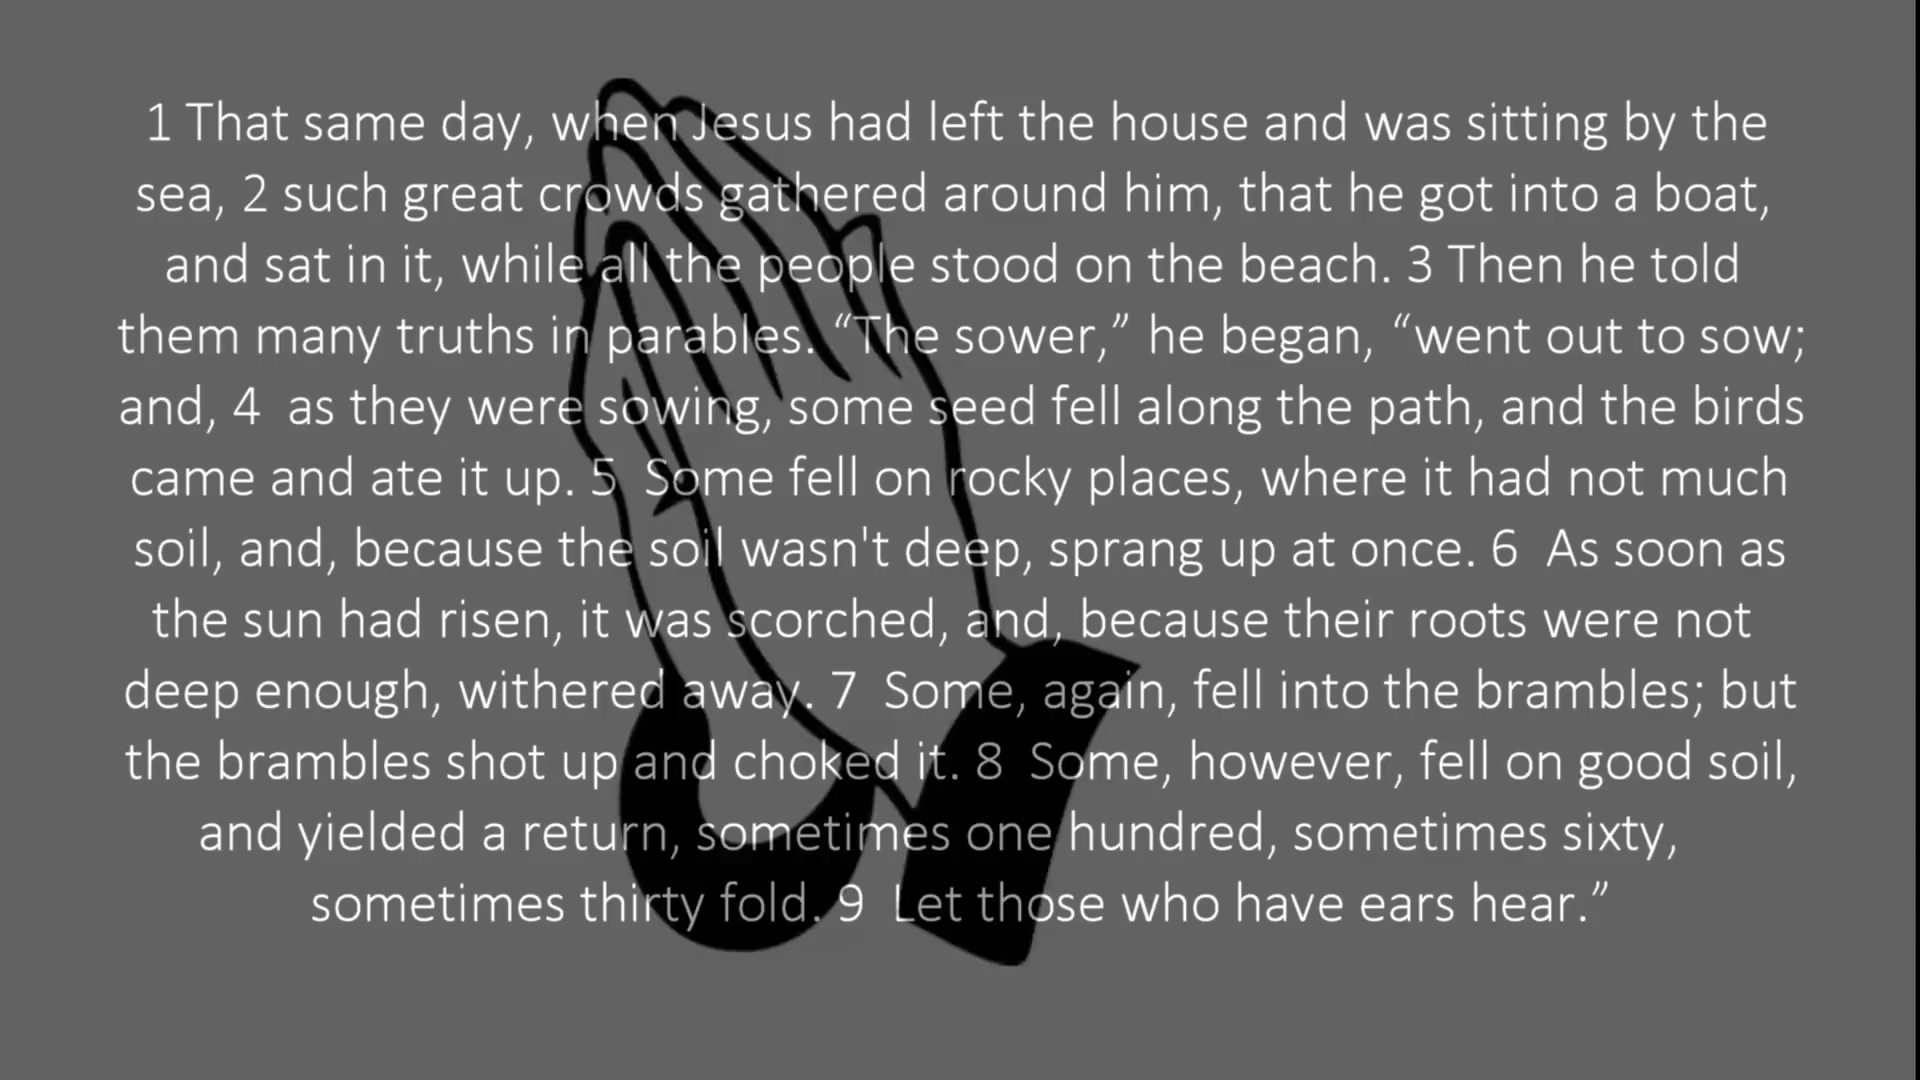 1 That same day, when Jesus had left the house and was sitting by the
sea, 2 such great crowds gathered around him, that he got into a boat,
and sat in it, while all the people stood on the beach. 3 Then he told
them many truths in parables. “The sower,” he began, “went out to sow;
and, 4  as they were sowing, some seed fell along the path, and the birds
came and ate it up. 5  Some fell on rocky places, where it had not much
soil, and, because the soil wasn't deep, sprang up at once. 6  As soon as
the sun had risen, it was scorched, and, because their roots were not
deep enough, withered away. 7  Some, again, fell into the brambles; but
the brambles shot up and choked it. 8  Some, however, fell on good soil,
and yielded a return, sometimes one hundred, sometimes sixty,
sometimes thirty fold. 9  Let those who have ears hear.”